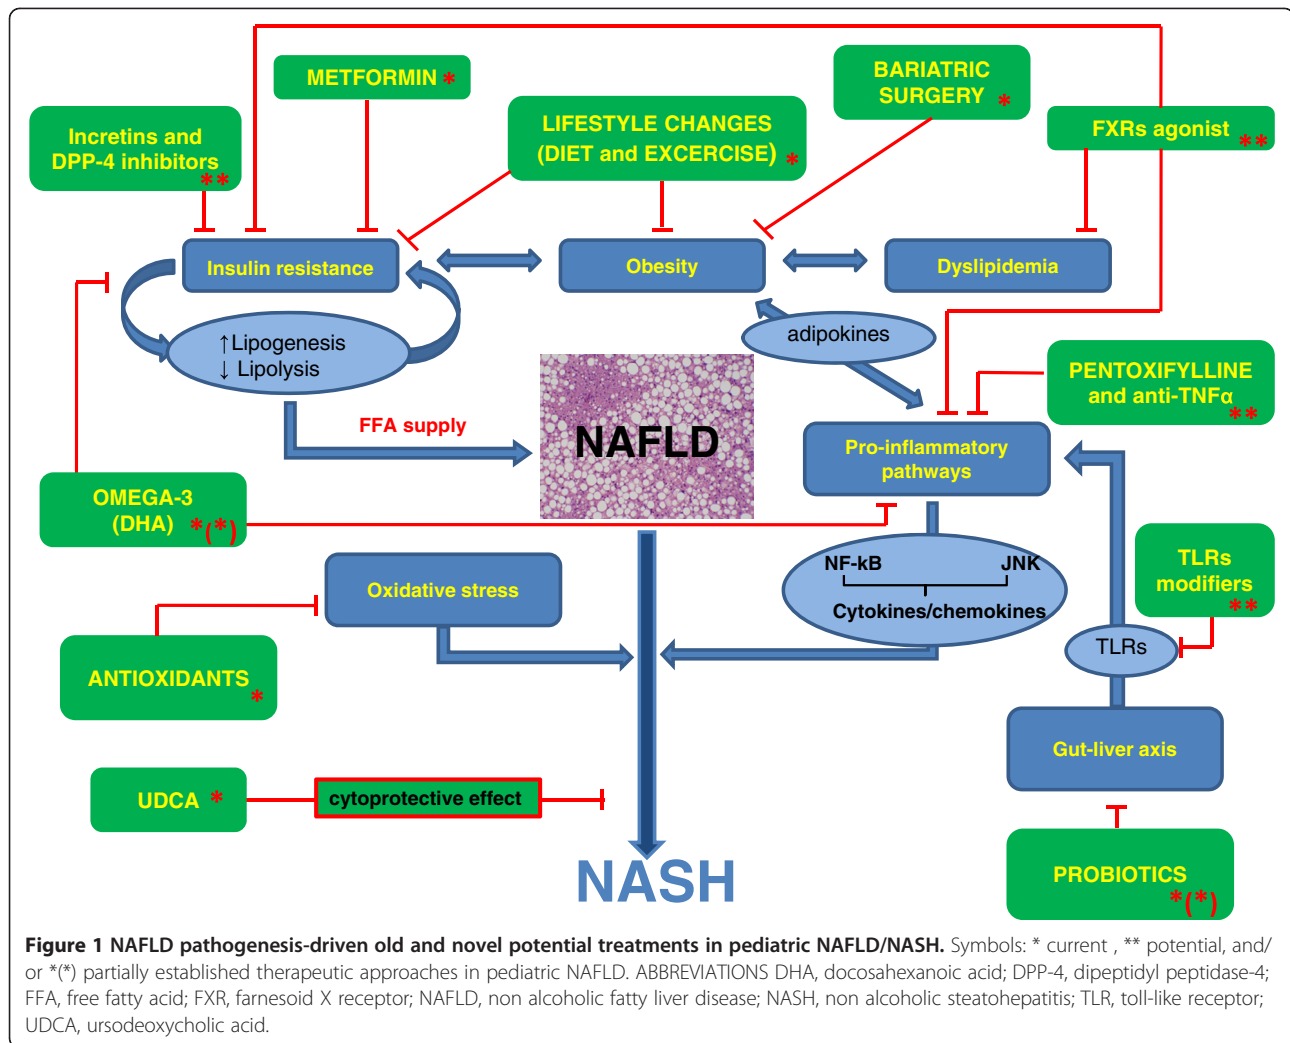 METFORMIN *
BARIATRIC
SURGERY *
Incretins and
DPP-4 inhibitors
**
LIFESTYLE CHANGES
(DIET and EXCERCISE)
*
FXRs agonist
**
Insulin resistance
Obesity
Dyslipidemia
↑Lipogenesis
↓ Lipolysis
adipokines
PENTOXIFYLLINE
and anti-TNFα
**
FFA supply
NAFLD
Pro-inflammatory
pathways
OMEGA-3
(DHA)
*(*)
NF-kB JNK
Cytokines/chemokines
TLRs
modifiers
**
Oxidative stress
TLRs
ANTIOXIDANTS
*
Gut-liver axis
UDCA *
cytoprotective effect
NASH
PROBIOTICS
*(*)
Figure 1 NAFLD pathogenesis-driven old and novel potential treatments in pediatric NAFLD/NASH. Symbols: * current , ** potential, and/
or *(*) partially established therapeutic approaches in pediatric NAFLD. ABBREVIATIONS DHA, docosahexanoic acid; DPP-4, dipeptidyl peptidase-4;
FFA, free fatty acid; FXR, farnesoid X receptor; NAFLD, non alcoholic fatty liver disease; NASH, non alcoholic steatohepatitis; TLR, toll-like receptor;
UDCA, ursodeoxycholic acid.